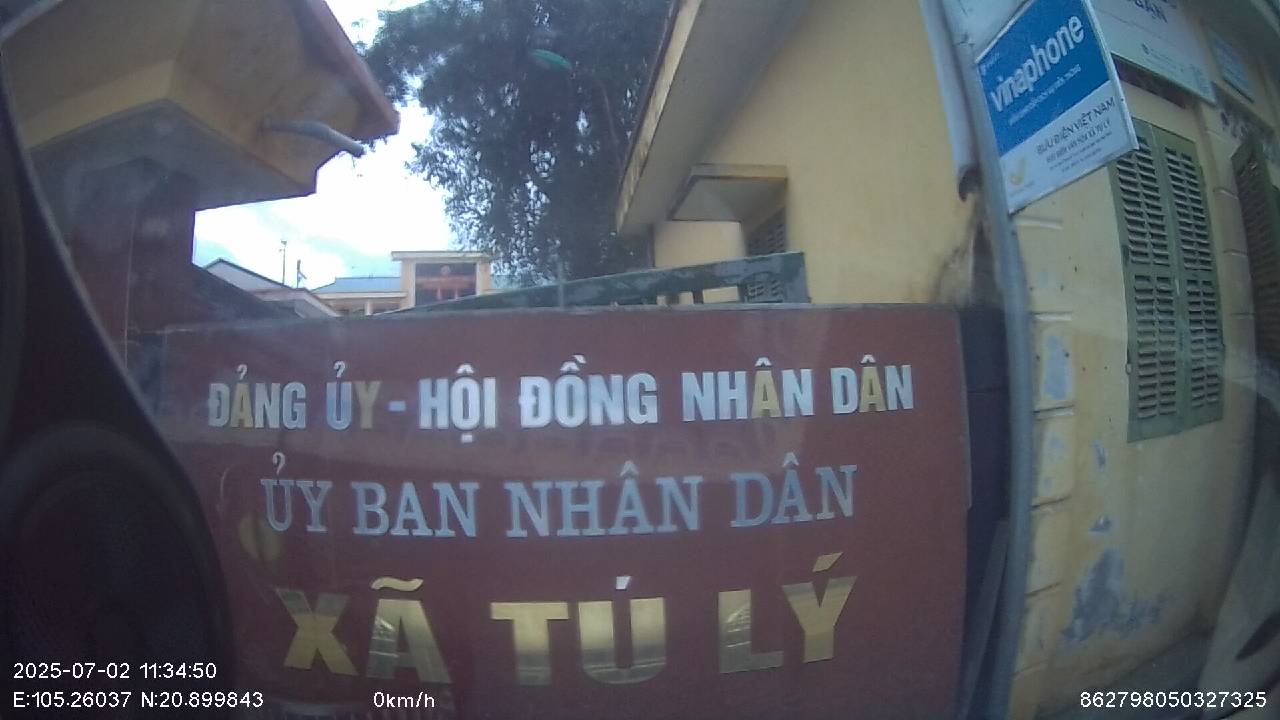 vinaphone
BƯU ĐIỆN VIỆT NAM
ĐẢNG ỦY - HỘI ĐỒNG NHÂN DÂN
ỦY BAN NHÂN DÂN
XÃ TÚ LÝ
2025-07-02 11:34:50
E:105.26037 N:20.899843
0km/h
862798050327325